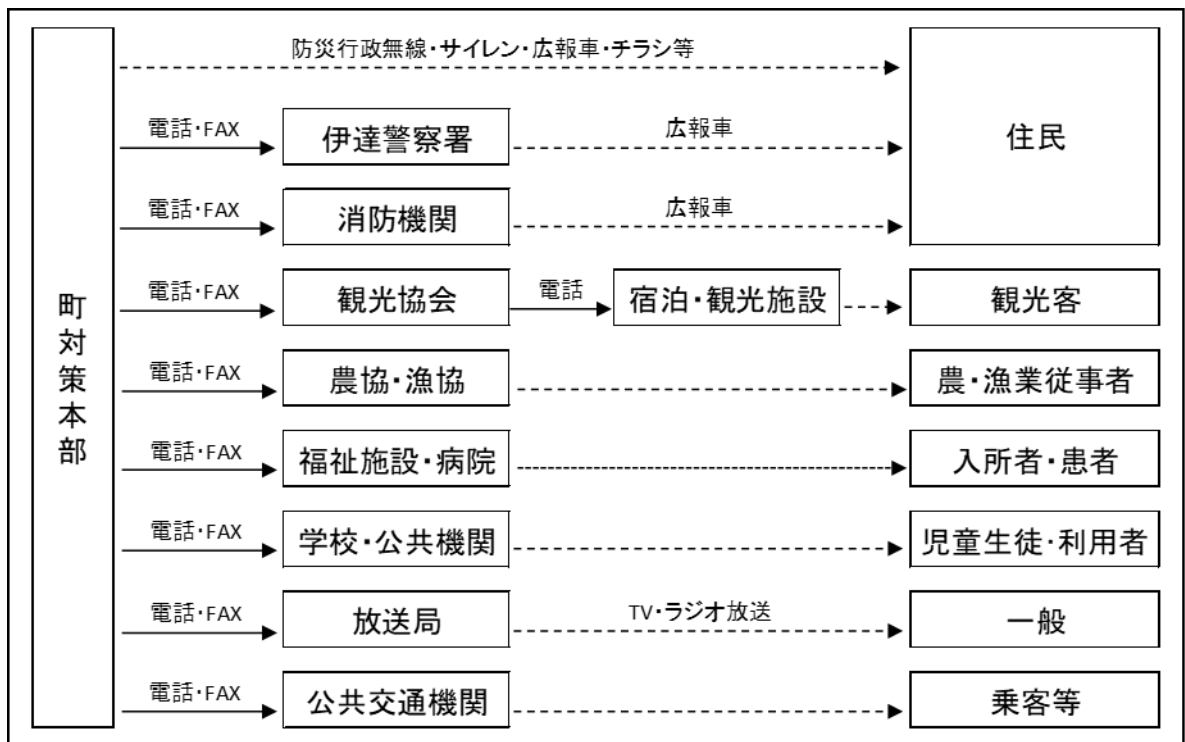 町対策本部
防災行政無線・サイレン・広報車・チラシ等
住民
電話・FAX
伊達警察署
広報車
電話・FAX
消防機関
広報車
電話・FAX
観光協会
電話
宿泊・観光施設
観光客
電話・FAX
農協・漁協
農・漁業従事者
電話・FAX
福祉施設・病院
入所者・患者
電話・FAX
学校・公共機関
児童生徒・利用者
電話・FAX
放送局
TV・ラジオ放送
一般
電話・FAX
公共交通機関
乗客等